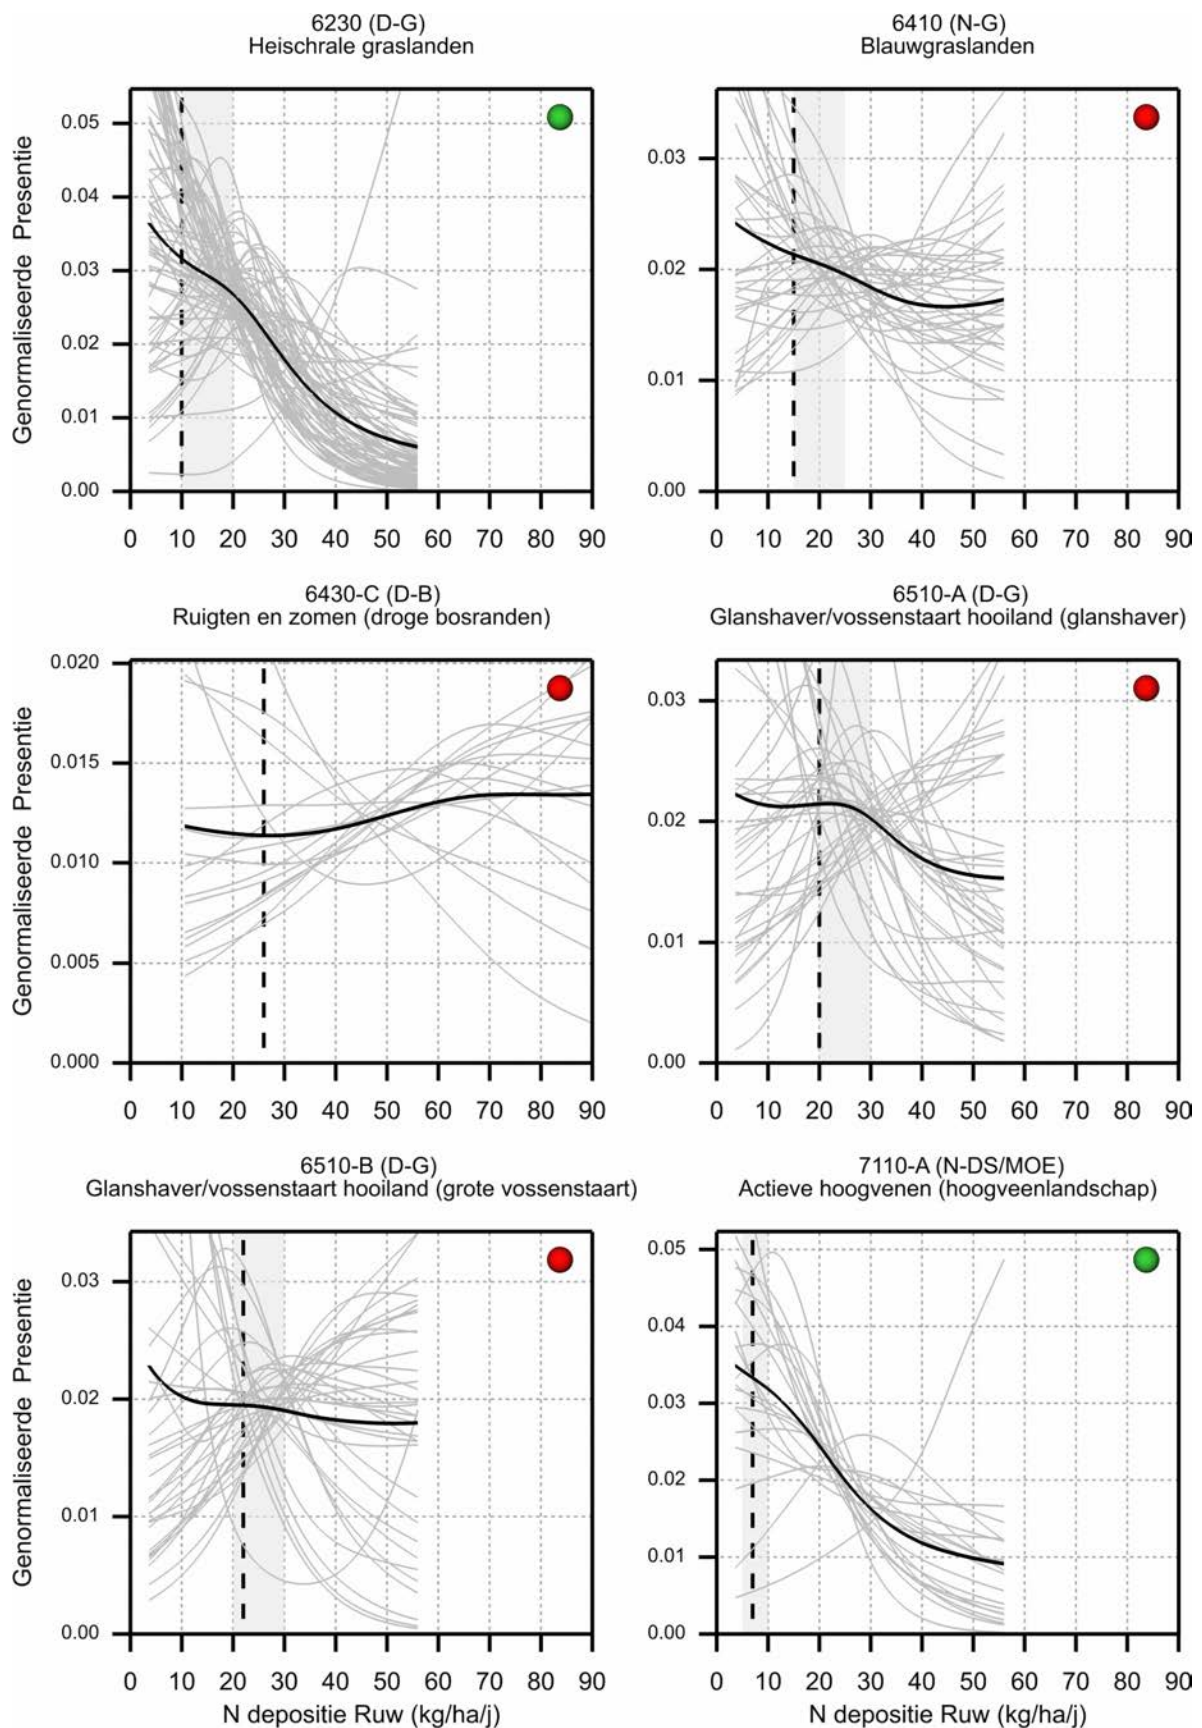 6230 (D-G)
Heischrale graslanden
Genormaliseerde Presentie
0.05
0.04
0.03
0.02
0.01
0.00
0 10 20 30 40 50 60 70 80 90
6410 (N-G)
Blauwgraslanden
0.03
0.02
0.01
0.00
0 10 20 30 40 50 60 70 80 90
6430-C (D-B)
Ruigten en zomen (droge bosranden)
Genormaliseerde Presentie
0.020
0.015
0.010
0.005
0.000
0 10 20 30 40 50 60 70 80 90
6510-A (D-G)
Glanshaver/vossenstaart hooiland (glanshaver)
0.03
0.02
0.01
0.00
0 10 20 30 40 50 60 70 80 90
6510-B (D-G)
Glanshaver/vossenstaart hooiland (grote vossenstaart)
Genormaliseerde Presentie
0.03
0.02
0.01
0.00
0 10 20 30 40 50 60 70 80 90
N depositie Ruw (kg/ha/j)
7110-A (N-DS/MOE)
Actieve hoogvenen (hoogveenlandschap)
0.05
0.04
0.03
0.02
0.01
0.00
0 10 20 30 40 50 60 70 80 90
N depositie Ruw (kg/ha/j)